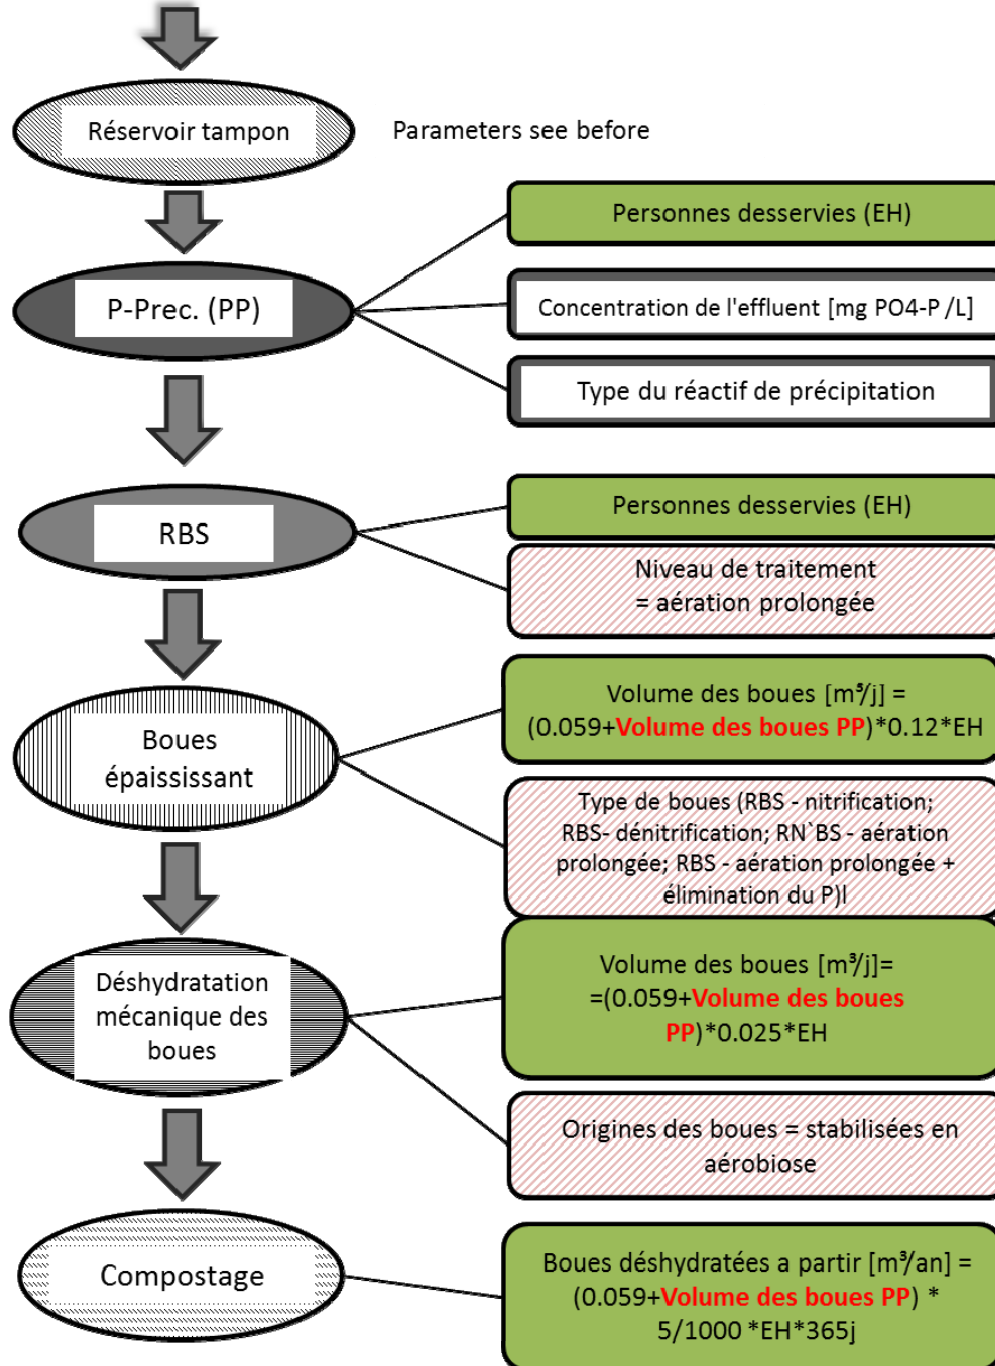 Réservoir tampon
Parameters see before
Personnes desservies (EH)
P-Prec. (PP)
Concentration de l'effluent [mg PO4-P /L]
Type du réactif de précipitation
Personnes desservies (EH)
RBS
Niveau de traitement
= aération prolongée
Volume des boues [m³/j] =
(0.059+Volume des boues PP)*0.12*EH
Boues
épaississant
Type de boues (RBS - nitrification;
RBS- dénitrification; RN`BS - aération
prolongée; RBS - aération prolongée +
élimination du P)l
Déshydratation
mécanique des
boues
Volume des boues [m³/j]=
=(0.059+Volume des boues
PP)*0.025*EH
Origines des boues = stabilisées en
aérobiose
Compostage
Boues déshydratées a partir [m³/an] =
(0.059+Volume des boues PP) *
5/1000 *EH*365j